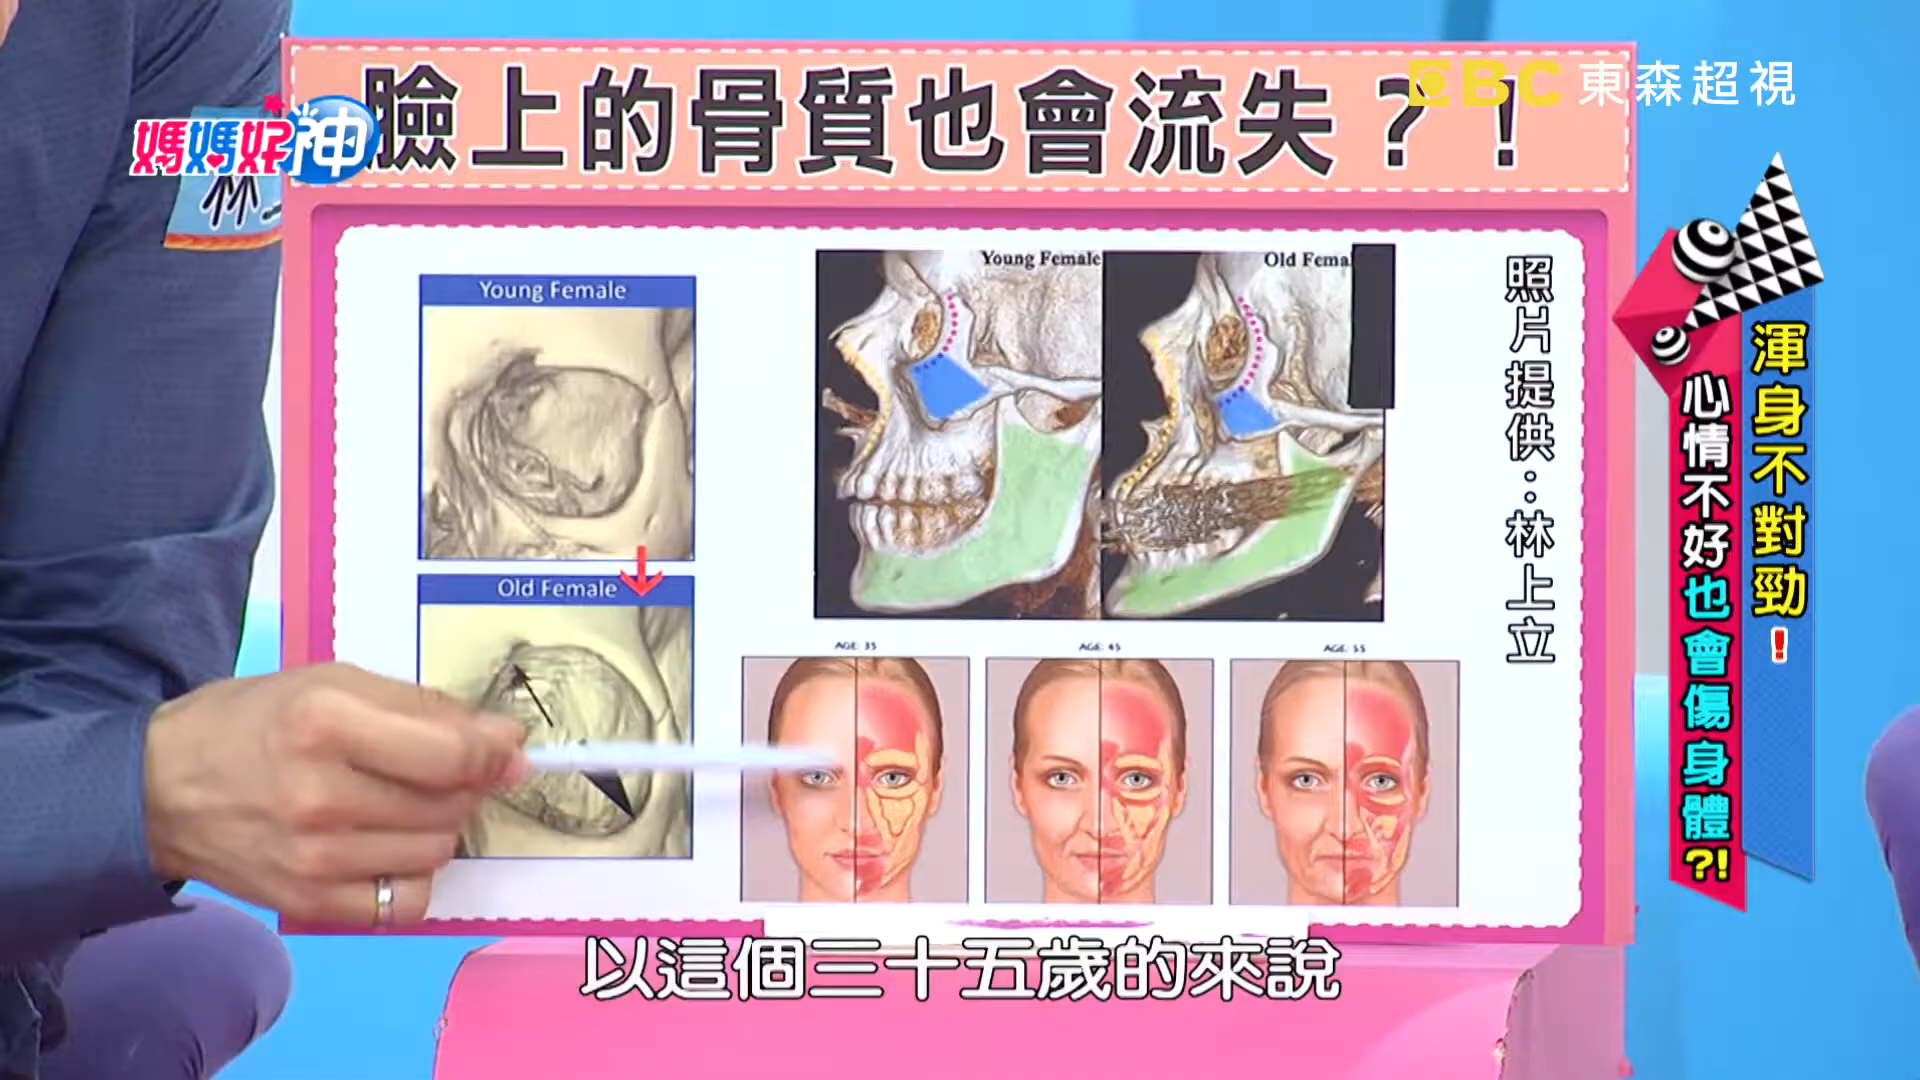 臉上的骨質也會流失？！
EBC 東森超視
媽媽好神
林
Young Female
Old Female
Young Female
Old Fema
照片提供：林上立
AGE: 35
AGE: 45
AGE: 55
渾身不對勁！
心情不好也會傷身體?!
以這個三十五歲的來說